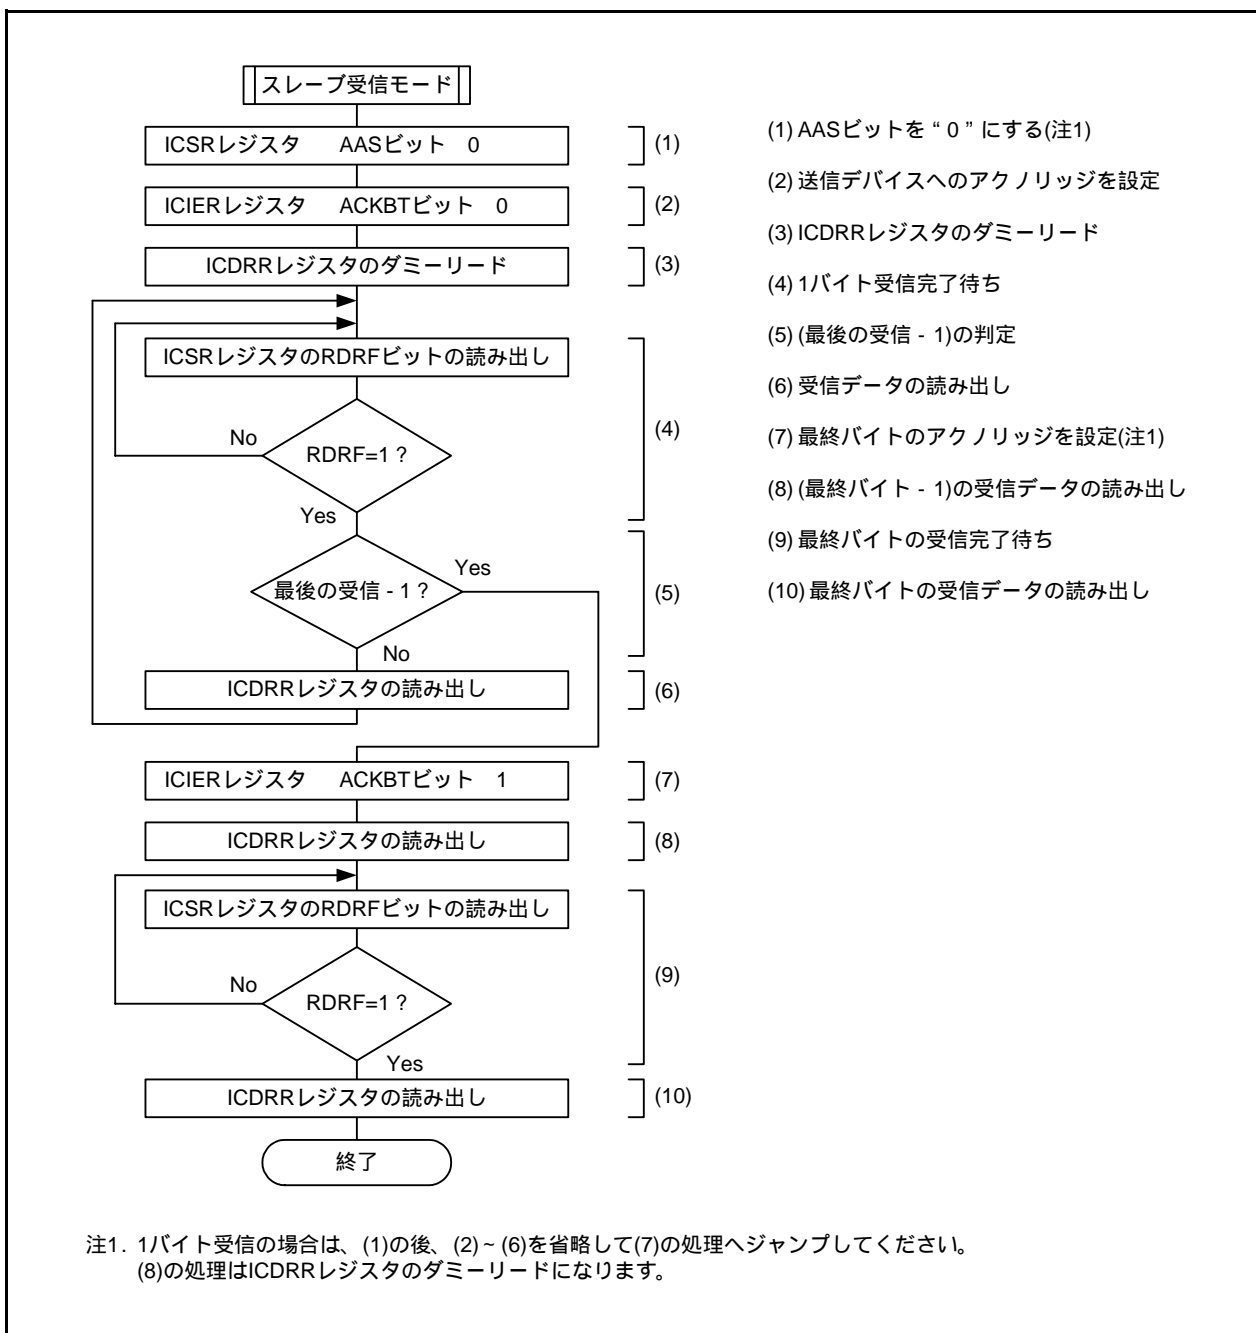 スレーブ受信モード
ICSRレジスタ AASビット 0
(1)
ICIERレジスタ ACKBTビット 0
(2)
ICDRRレジスタのダミーリード
(3)
ICSRレジスタのRDRFビットの読み出し
RDRF=1 ?
No
Yes
(4)
最後の受信 - 1 ?
Yes
No
(5)
ICDRRレジスタの読み出し
(6)
ICIERレジスタ ACKBTビット 1
(7)
ICDRRレジスタの読み出し
(8)
ICSRレジスタのRDRFビットの読み出し
RDRF=1 ?
No
Yes
(9)
ICDRRレジスタの読み出し
(10)
終了
(1) AASビットを “ 0 ” にする(注1)
(2) 送信デバイスへのアクノリッジを設定
(3) ICDRRレジスタのダミーリード
(4) 1バイト受信完了待ち
(5) (最後の受信 - 1)の判定
(6) 受信データの読み出し
(7) 最終バイトのアクノリッジを設定(注1)
(8) (最終バイト - 1)の受信データの読み出し
(9) 最終バイトの受信完了待ち
(10) 最終バイトの受信データの読み出し
注1. 1バイト受信の場合は、(1)の後、(2) ~ (6)を省略して(7)の処理へジャンプしてください。
(8)の処理はICDRRレジスタのダミーリードになります。